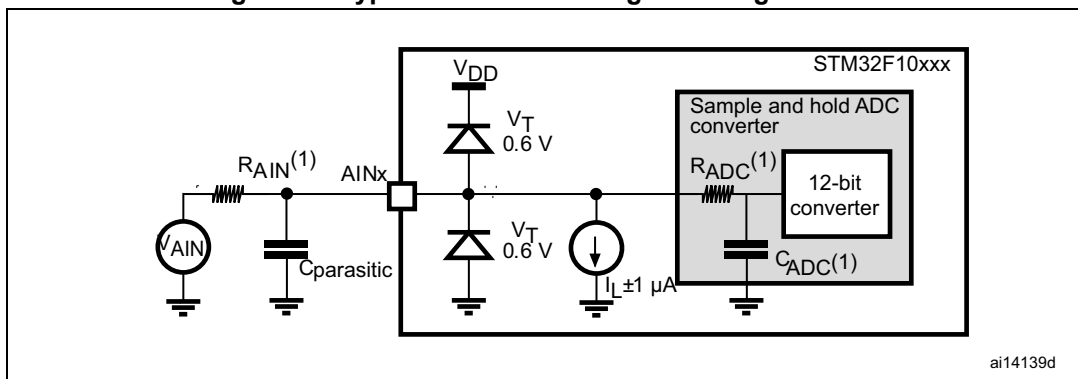 STM32F10xxx
VDD
Sample and hold ADC
converter
VT
0.6 V
RAIN(1)
AINx
RADC(1)
12-bit
converter
VAIN
Cparasitic
VT
0.6 V
IL±1 µA
CADC(1)
ai14139d